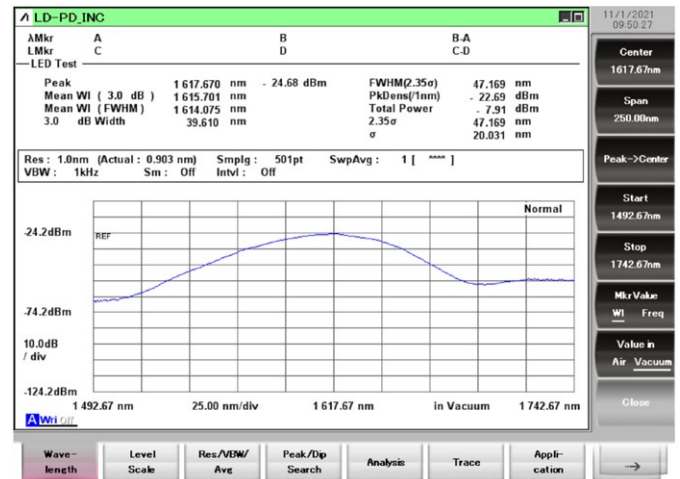 Λ LD-PD_INC
11/1/2021
09:50:27
λMkr A B B-A
LMkr C D C-D
LED Test
Peak 1 617.670 nm - 24.68 dBm FWHM(2.35σ) 47.169 nm
Mean Wl ( 3.0 dB ) 1 615.701 nm PkDens(/1nm) - 22.69 dBm
Mean Wl ( FWHM ) 1 614.075 nm Total Power - 7.91 dBm
3.0 dB Width 39.610 nm 2.35σ 47.169 nm
σ 20.031 nm
Res : 1.0nm (Actual : 0.903 nm) Smplg : 501pt SwpAvg : 1 [ **** ]
VBW : 1kHz Sm : Off Intvl : Off
Normal
-24.2dBm
REF
-74.2dBm
10.0dB
/ div
-124.2dBm
1 492.67 nm 25.00 nm/div 1 617.67 nm in Vacuum 1 742.67 nm
A Wri Off
Center
1617.67nm
Span
250.00nm
Peak->Center
Start
1492.67nm
Stop
1742.67nm
MkrValue
Wl Freq
Value in
Air Vacuum
Close
Wave-
length
Level
Scale
Res/VBW/
Avg
Peak/Dip
Search
Analysis
Trace
Appli-
cation